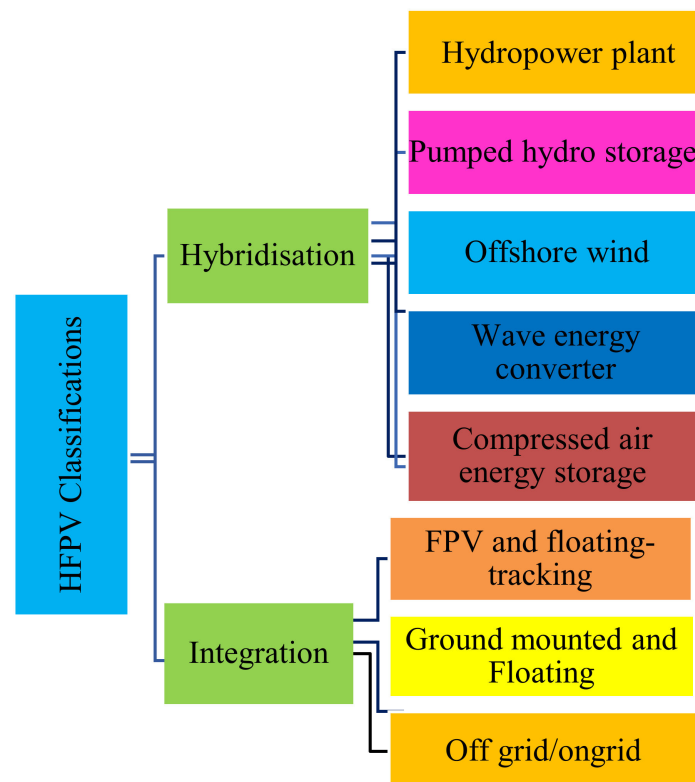 HFPV Classifications
Hybridisation
Hydropower plant
Pumped hydro storage
Offshore wind
Wave energy
converter
Compressed air
energy storage
Integration
FPV and floating-
tracking
Ground mounted and
Floating
Off grid/ongrid